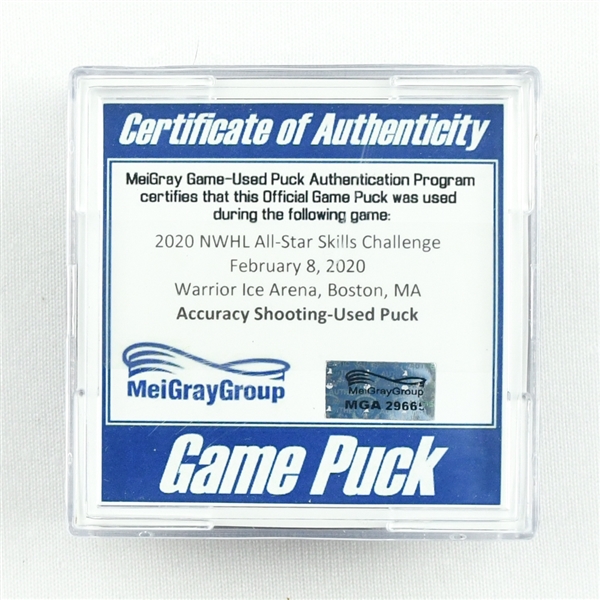 Certificate of Authenticity
MeiGray Game-Used Puck Authentication Program
certifies that this Official Game Puck was used
during the following game:
2020 NWHL All-Star Skills Challenge
February 8, 2020
Warrior Ice Arena, Boston, MA
Accuracy Shooting-Used Puck
MeiGrayGroup
MeiGrayGroup
MGA 29665
Game Puck